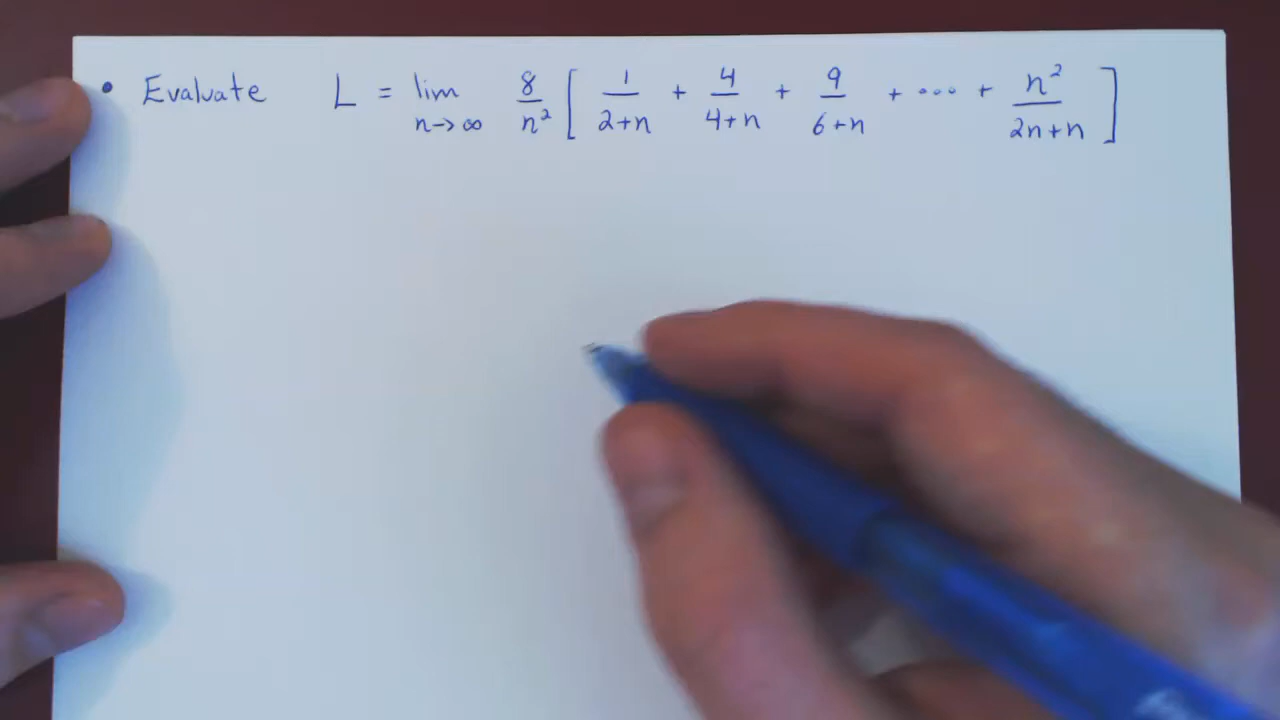 • Evaluate L = lim n→∞ 8/n² [ 1/(2+n) + 4/(4+n) + 9/(6+n) + ... + n²/(2n+n) ]